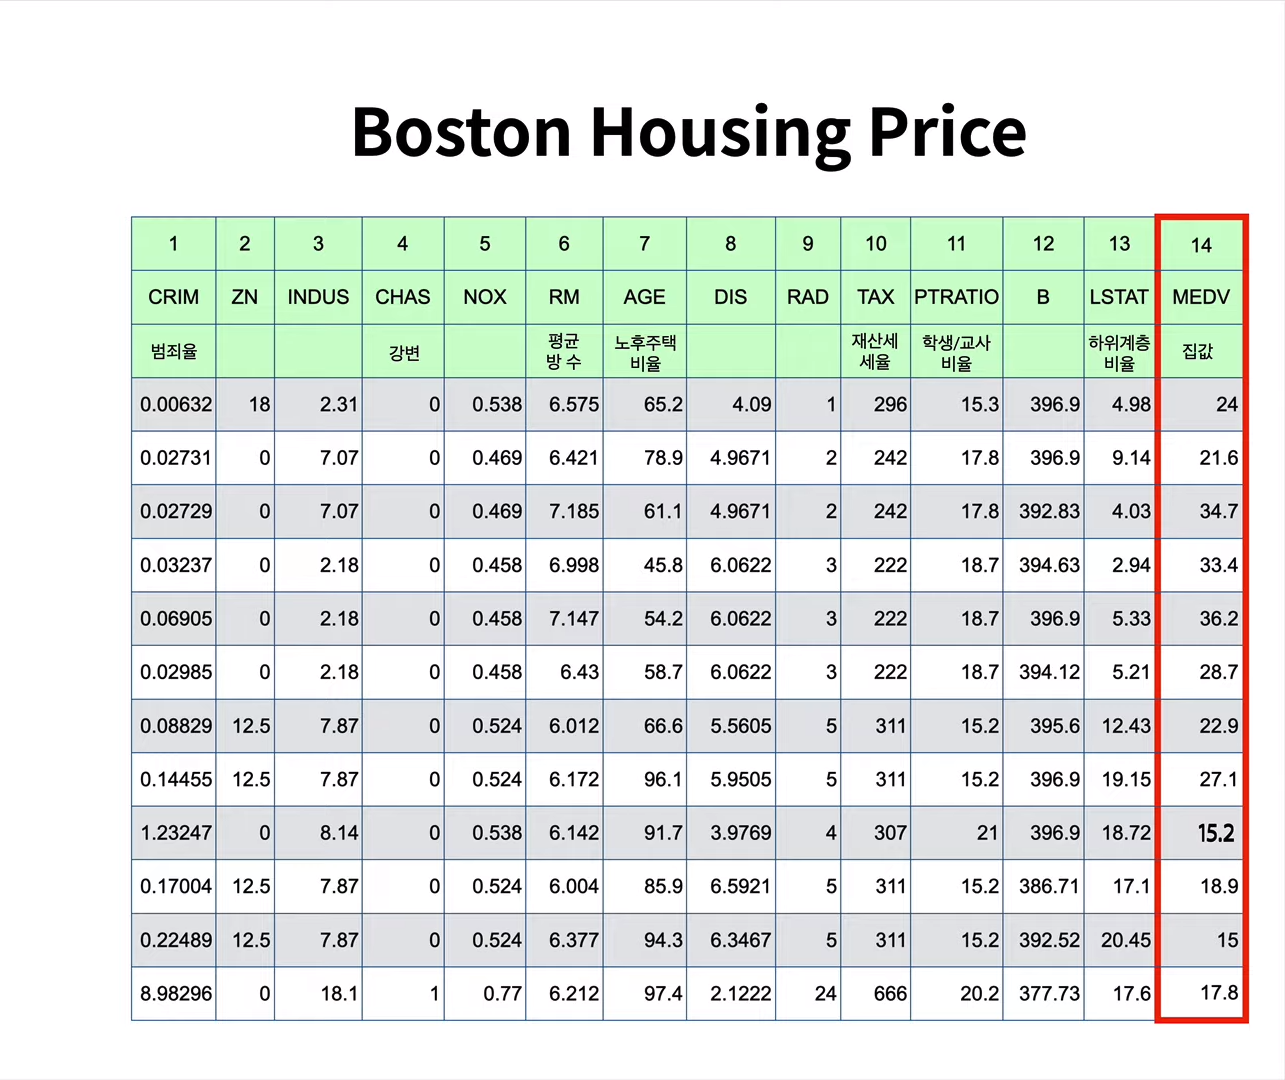 Boston Housing Price
1 2 3 4 5 6 7 8 9 10 11 12 13 14
CRIM ZN INDUS CHAS NOX RM AGE DIS RAD TAX PTRATIO B LSTAT MEDV
범죄율 강변 평균 방 수 노후주택 비율 재산세 세율 학생/교사 비율 하위계층 비율 집값
0.00632 18 2.31 0 0.538 6.575 65.2 4.09 1 296 15.3 396.9 4.98 24
0.02731 0 7.07 0 0.469 6.421 78.9 4.9671 2 242 17.8 396.9 9.14 21.6
0.02729 0 7.07 0 0.469 7.185 61.1 4.9671 2 242 17.8 392.83 4.03 34.7
0.03237 0 2.18 0 0.458 6.998 45.8 6.0622 3 222 18.7 394.63 2.94 33.4
0.06905 0 2.18 0 0.458 7.147 54.2 6.0622 3 222 18.7 396.9 5.33 36.2
0.02985 0 2.18 0 0.458 6.43 58.7 6.0622 3 222 18.7 394.12 5.21 28.7
0.08829 12.5 7.87 0 0.524 6.012 66.6 5.5605 5 311 15.2 395.6 12.43 22.9
0.14455 12.5 7.87 0 0.524 6.172 96.1 5.9505 5 311 15.2 396.9 19.15 27.1
1.23247 0 8.14 0 0.538 6.142 91.7 3.9769 4 307 21 396.9 18.72 15.2
0.17004 12.5 7.87 0 0.524 6.004 85.9 6.5921 5 311 15.2 386.71 17.1 18.9
0.22489 12.5 7.87 0 0.524 6.377 94.3 6.3467 5 311 15.2 392.52 20.45 15
8.98296 0 18.1 1 0.77 6.212 97.4 2.1222 24 666 20.2 377.73 17.6 17.8